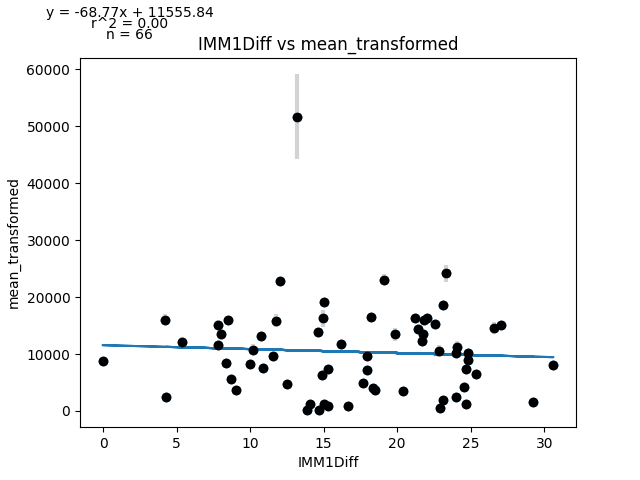 y = -68.77x + 11555.84
r^2 = 0.00
n = 66
IMM1Diff vs mean_transformed
60000
50000
40000
30000
20000
10000
0
mean_transformed
0 5 10 15 20 25 30
IMM1Diff